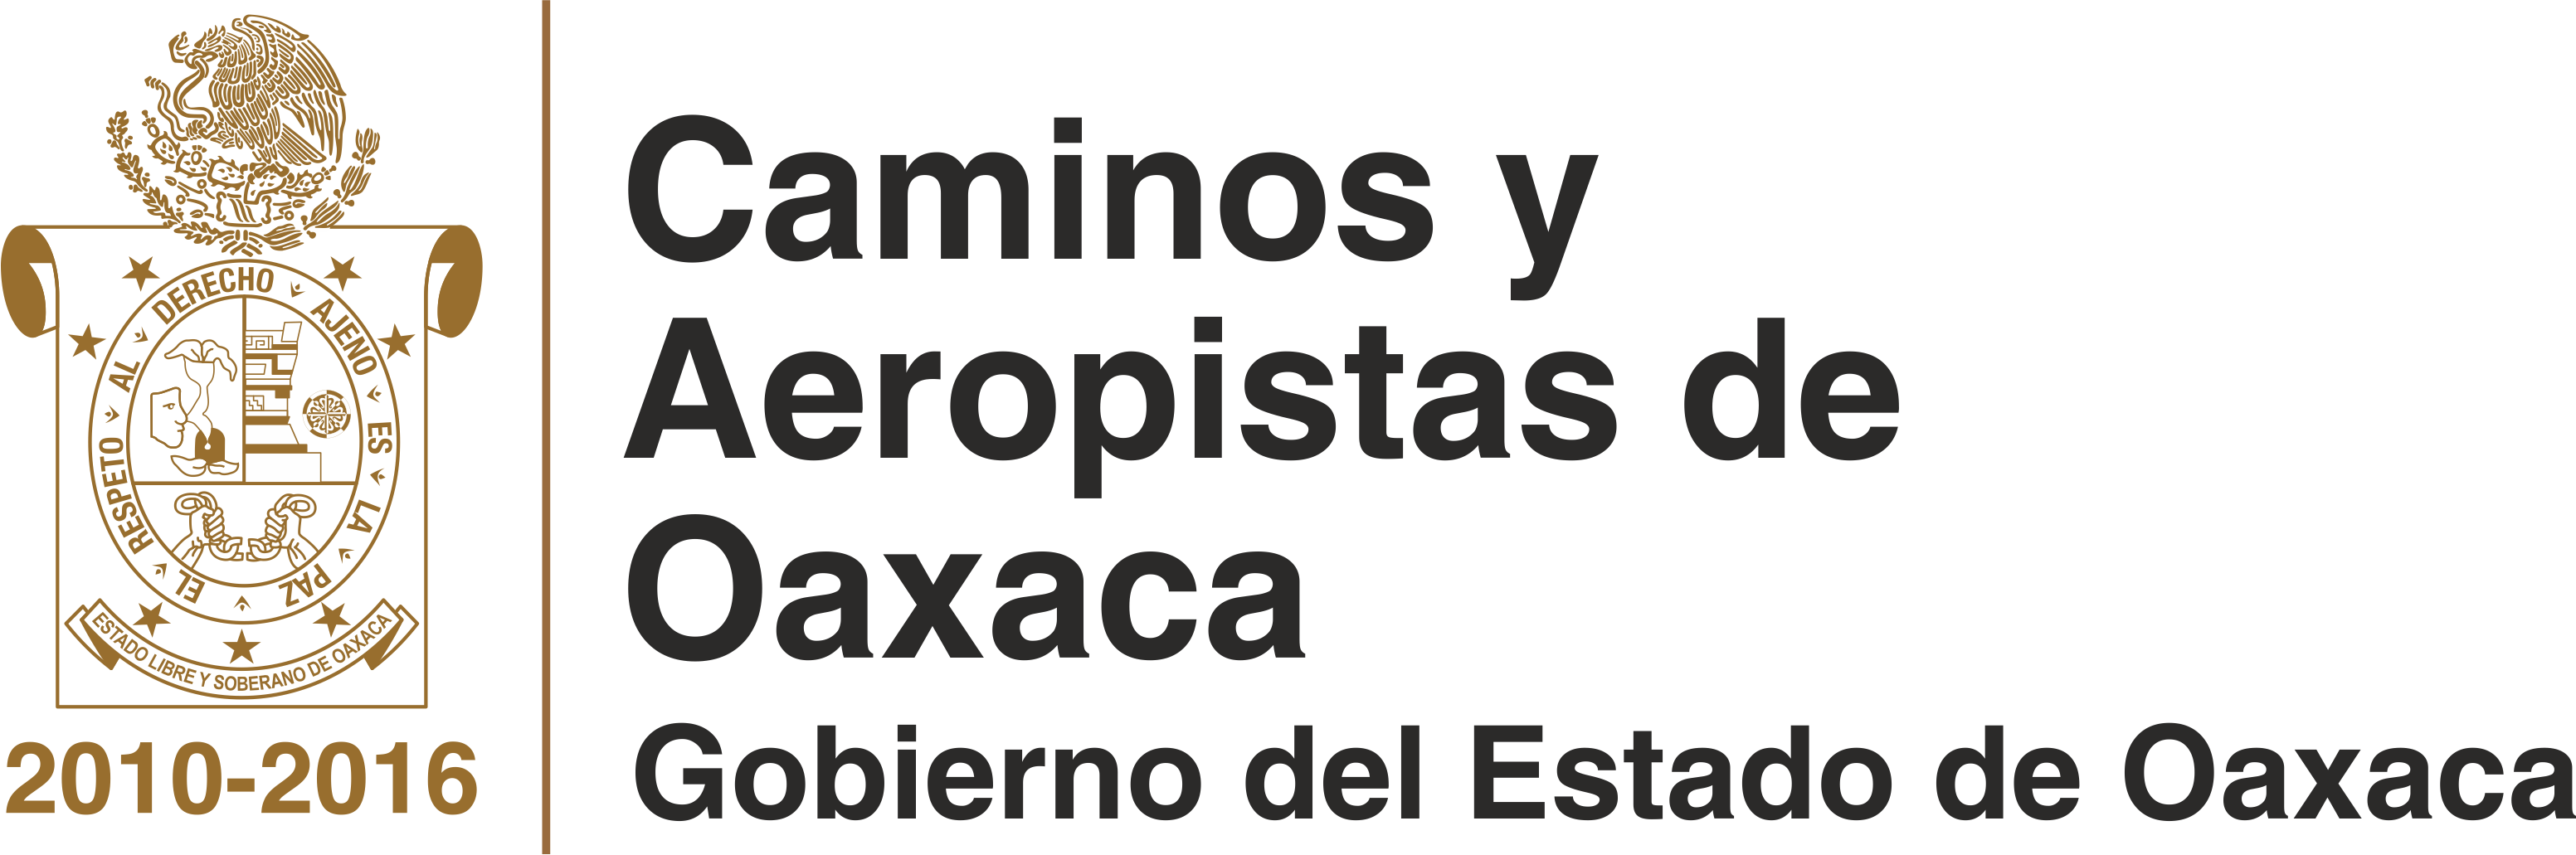 EL RESPETO AL DERECHO AJENO ES LA PAZ
ESTADO LIBRE Y SOBERANO DE OAXACA
2010-2016
Caminos y
Aeropistas de
Oaxaca
Gobierno del Estado de Oaxaca